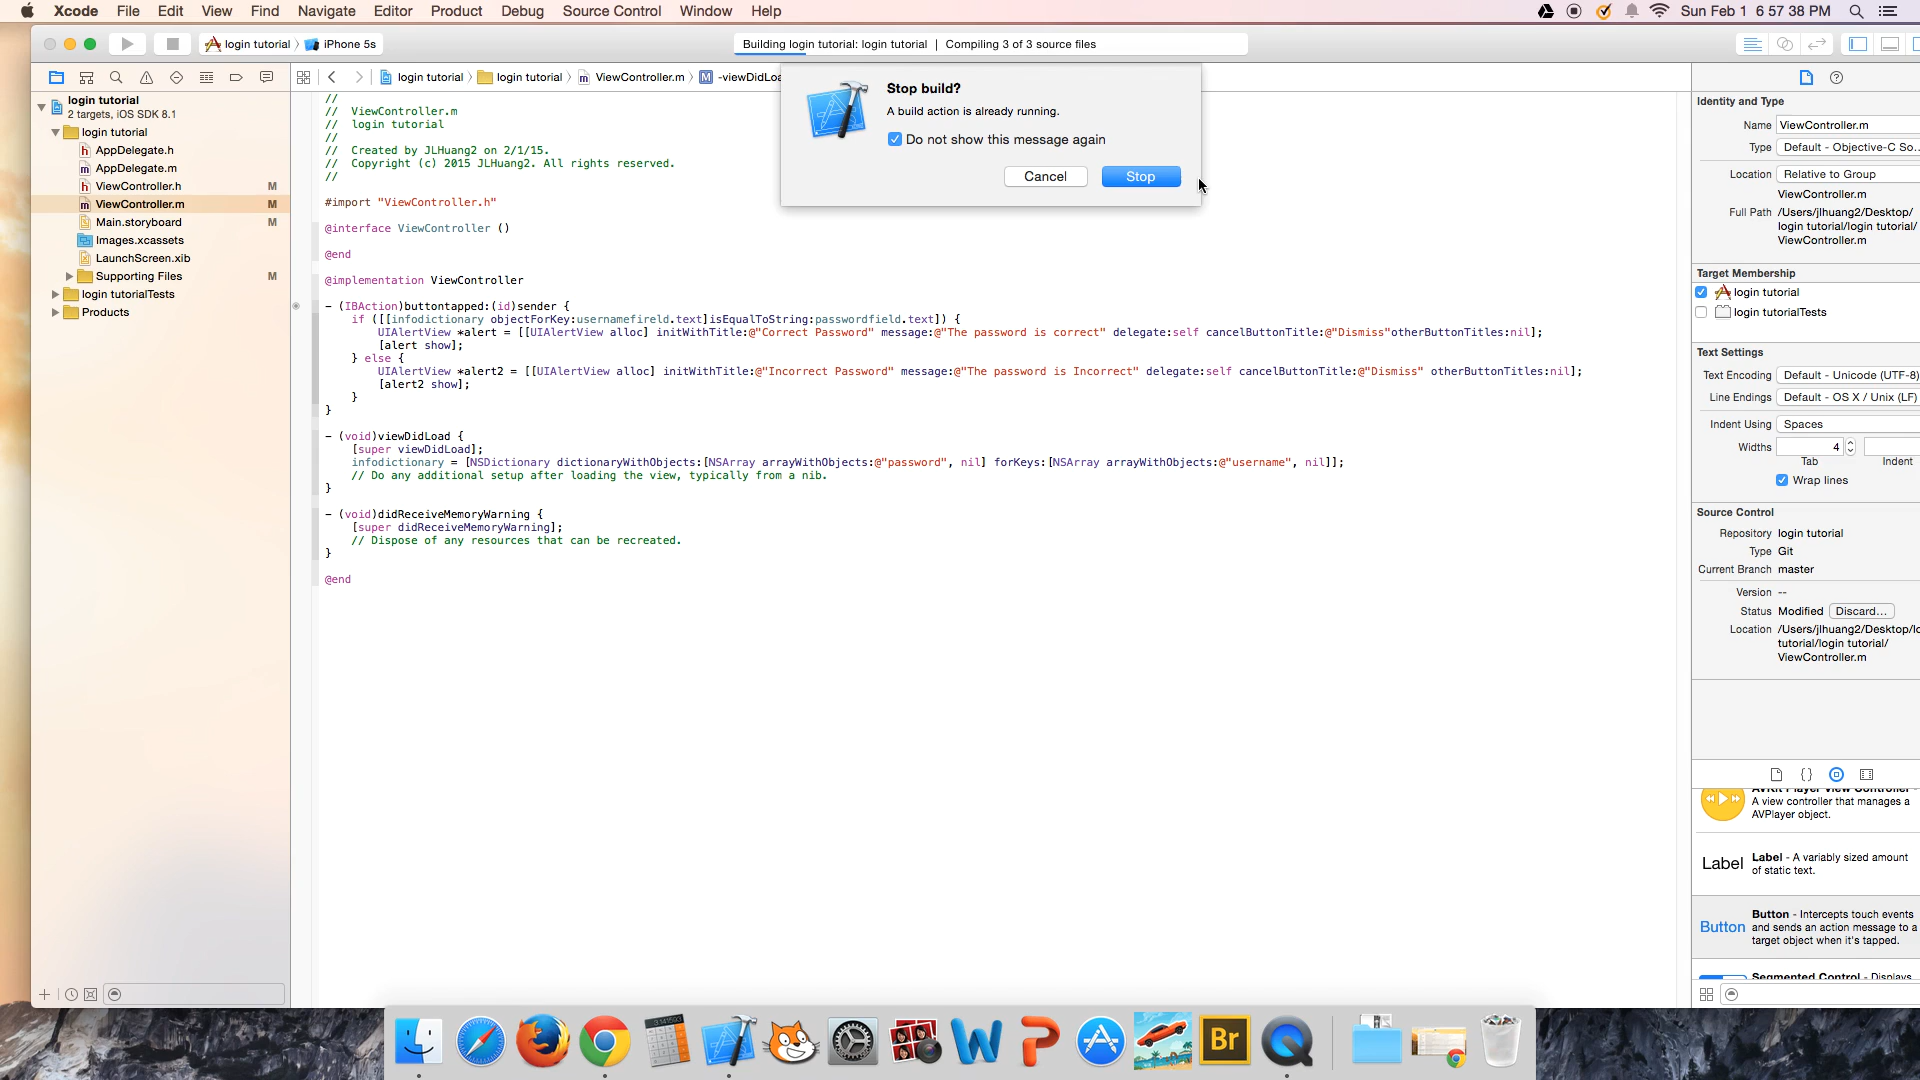 Xcode File Edit View Find Navigate Editor Product Debug Source Control Window Help
Sun Feb 1 6 57 38 PM
login tutorial iPhone 5s
Building login tutorial: login tutorial | Compiling 3 of 3 source files
login tutorial login tutorial ViewController.m M
Stop build?
A build action is already running.
Do not show this message again
Cancel Stop
login tutorial
2 targets, iOS SDK 8.1
login tutorial
h AppDelegate.h
m AppDelegate.m
h ViewController.h M
m ViewController.m M
Main.storyboard M
Images.xcassets
LaunchScreen.xib
Supporting Files M
login tutorialTests
Products
//
// ViewController.m
// login tutorial
//
// Created by JLHuang2 on 2/1/15.
// Copyright (c) 2015 JLHuang2. All rights reserved.
//
#import "ViewController.h"
@interface ViewController ()
@end
@implementation ViewController
- (IBAction)buttontapped:(id)sender {
if ([[infodictionary objectForKey:usernamefireld.text]isEqualToString:passwordfield.text]) {
UIAlertView *alert = [[UIAlertView alloc] initWithTitle:@"Correct Password" message:@"The password is correct" delegate:self cancelButtonTitle:@"Dismiss"otherButtonTitles:nil];
[alert show];
} else {
UIAlertView *alert2 = [[UIAlertView alloc] initWithTitle:@"Incorrect Password" message:@"The password is Incorrect" delegate:self cancelButtonTitle:@"Dismiss" otherButtonTitles:nil];
[alert2 show];
}
}
- (void)viewDidLoad {
[super viewDidLoad];
infodictionary = [NSDictionary dictionaryWithObjects:[NSArray arrayWithObjects:@"password", nil] forKeys:[NSArray arrayWithObjects:@"username", nil]];
// Do any additional setup after loading the view, typically from a nib.
}
- (void)didReceiveMemoryWarning {
[super didReceiveMemoryWarning];
// Dispose of any resources that can be recreated.
}
@end
Identity and Type
Name ViewController.m
Type Default - Objective-C So...
Location Relative to Group
ViewController.m
Full Path /Users/jlhuang2/Desktop/
login tutorial/login tutorial/
ViewController.m
Target Membership
login tutorial
login tutorialTests
Text Settings
Text Encoding Default - Unicode (UTF-8)
Line Endings Default - OS X / Unix (LF)
Indent Using Spaces
Widths 4
Tab Indent
Wrap lines
Source Control
Repository login tutorial
Type Git
Current Branch master
Version --
Status Modified Discard...
Location /Users/jlhuang2/Desktop/
tutorial/login tutorial/
ViewController.m
A view controller that manages a
AVPlayer object.
Label Label - A variably sized amount
of static text.
Button - Intercepts touch events
Button and sends an action message to a
target object when it's tapped.
Segmented Control - Displays
3.141593
W P Br